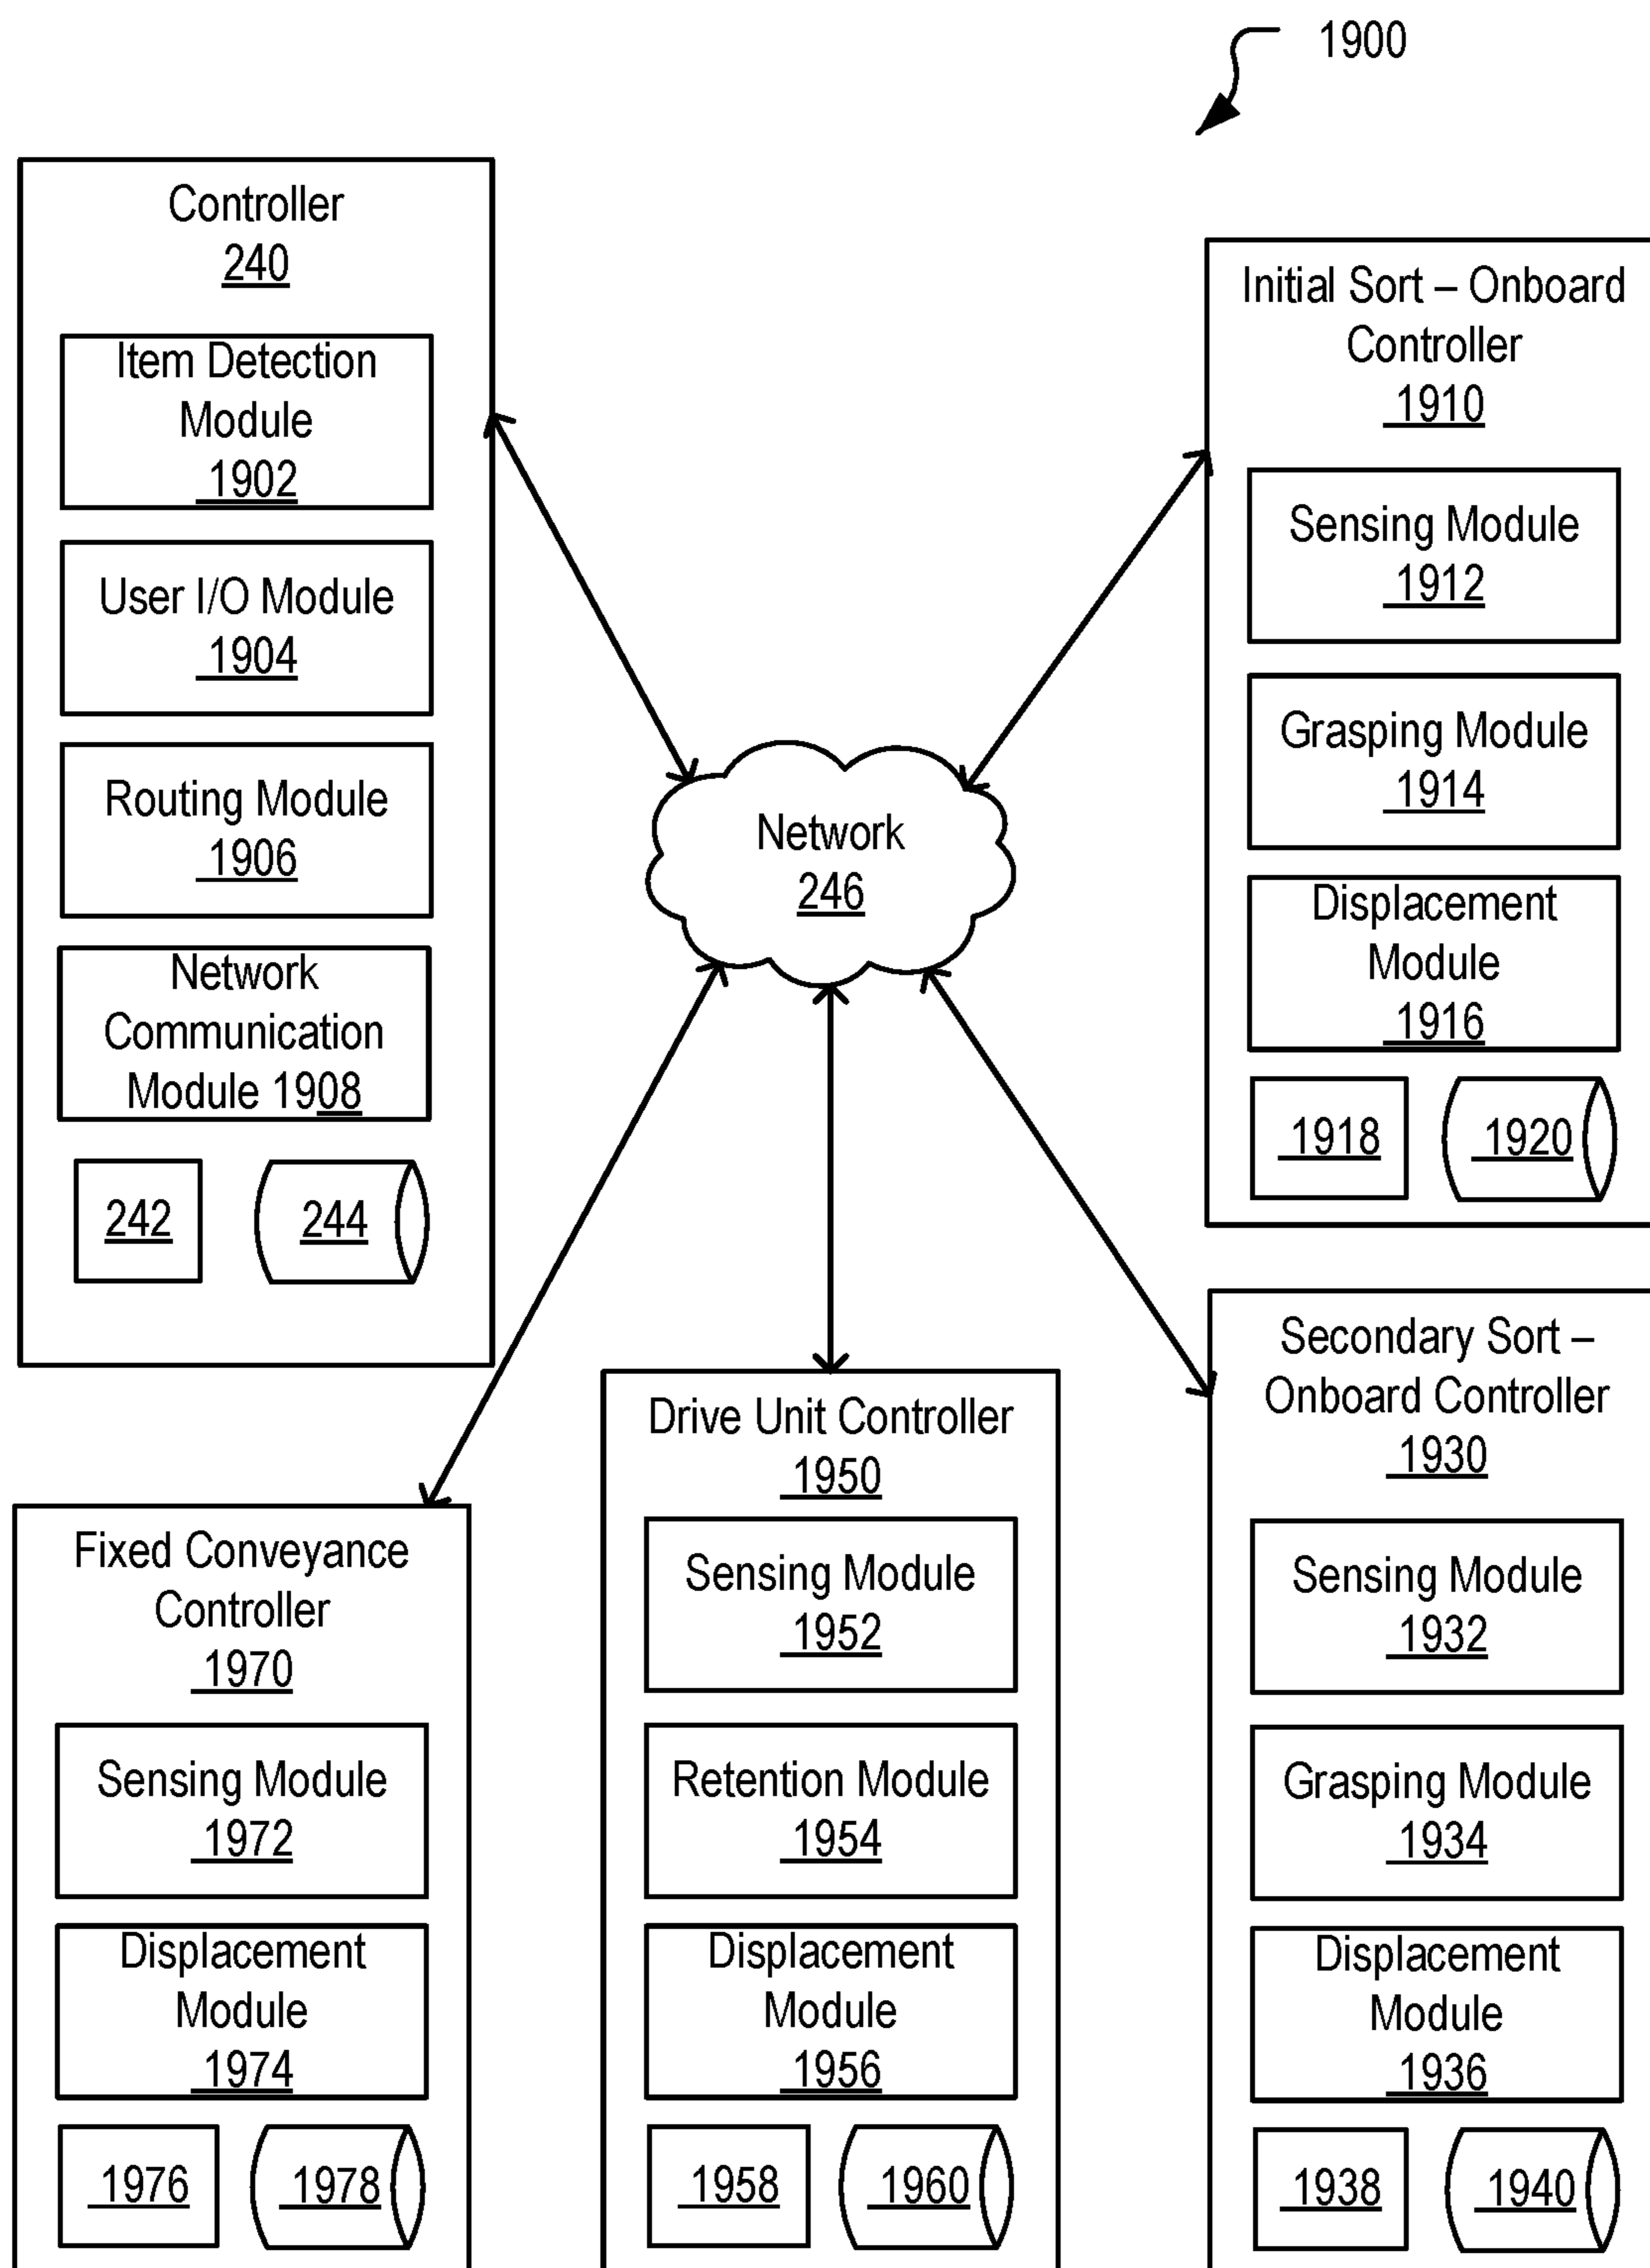 1900
Controller
240
Item Detection
Module
1902
User I/O Module
1904
Routing Module
1906
Network
Communication
Module 1908
242
244
Network
246
Initial Sort – Onboard
Controller
1910
Sensing Module
1912
Grasping Module
1914
Displacement
Module
1916
1918
1920
Fixed Conveyance
Controller
1970
Sensing Module
1972
Displacement
Module
1974
1976
1978
Drive Unit Controller
1950
Sensing Module
1952
Retention Module
1954
Displacement
Module
1956
1958
1960
Secondary Sort –
Onboard Controller
1930
Sensing Module
1932
Grasping Module
1934
Displacement
Module
1936
1938
1940